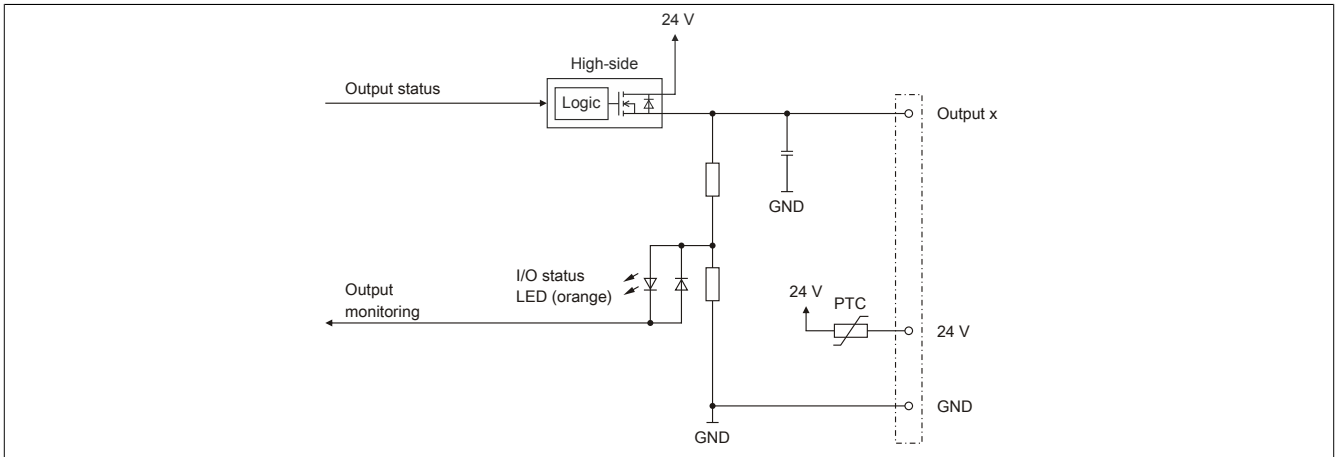 24 V
High-side
Output status
Logic
Output x
GND
I/O status
LED (orange)
Output
monitoring
24 V
PTC
24 V
GND
GND